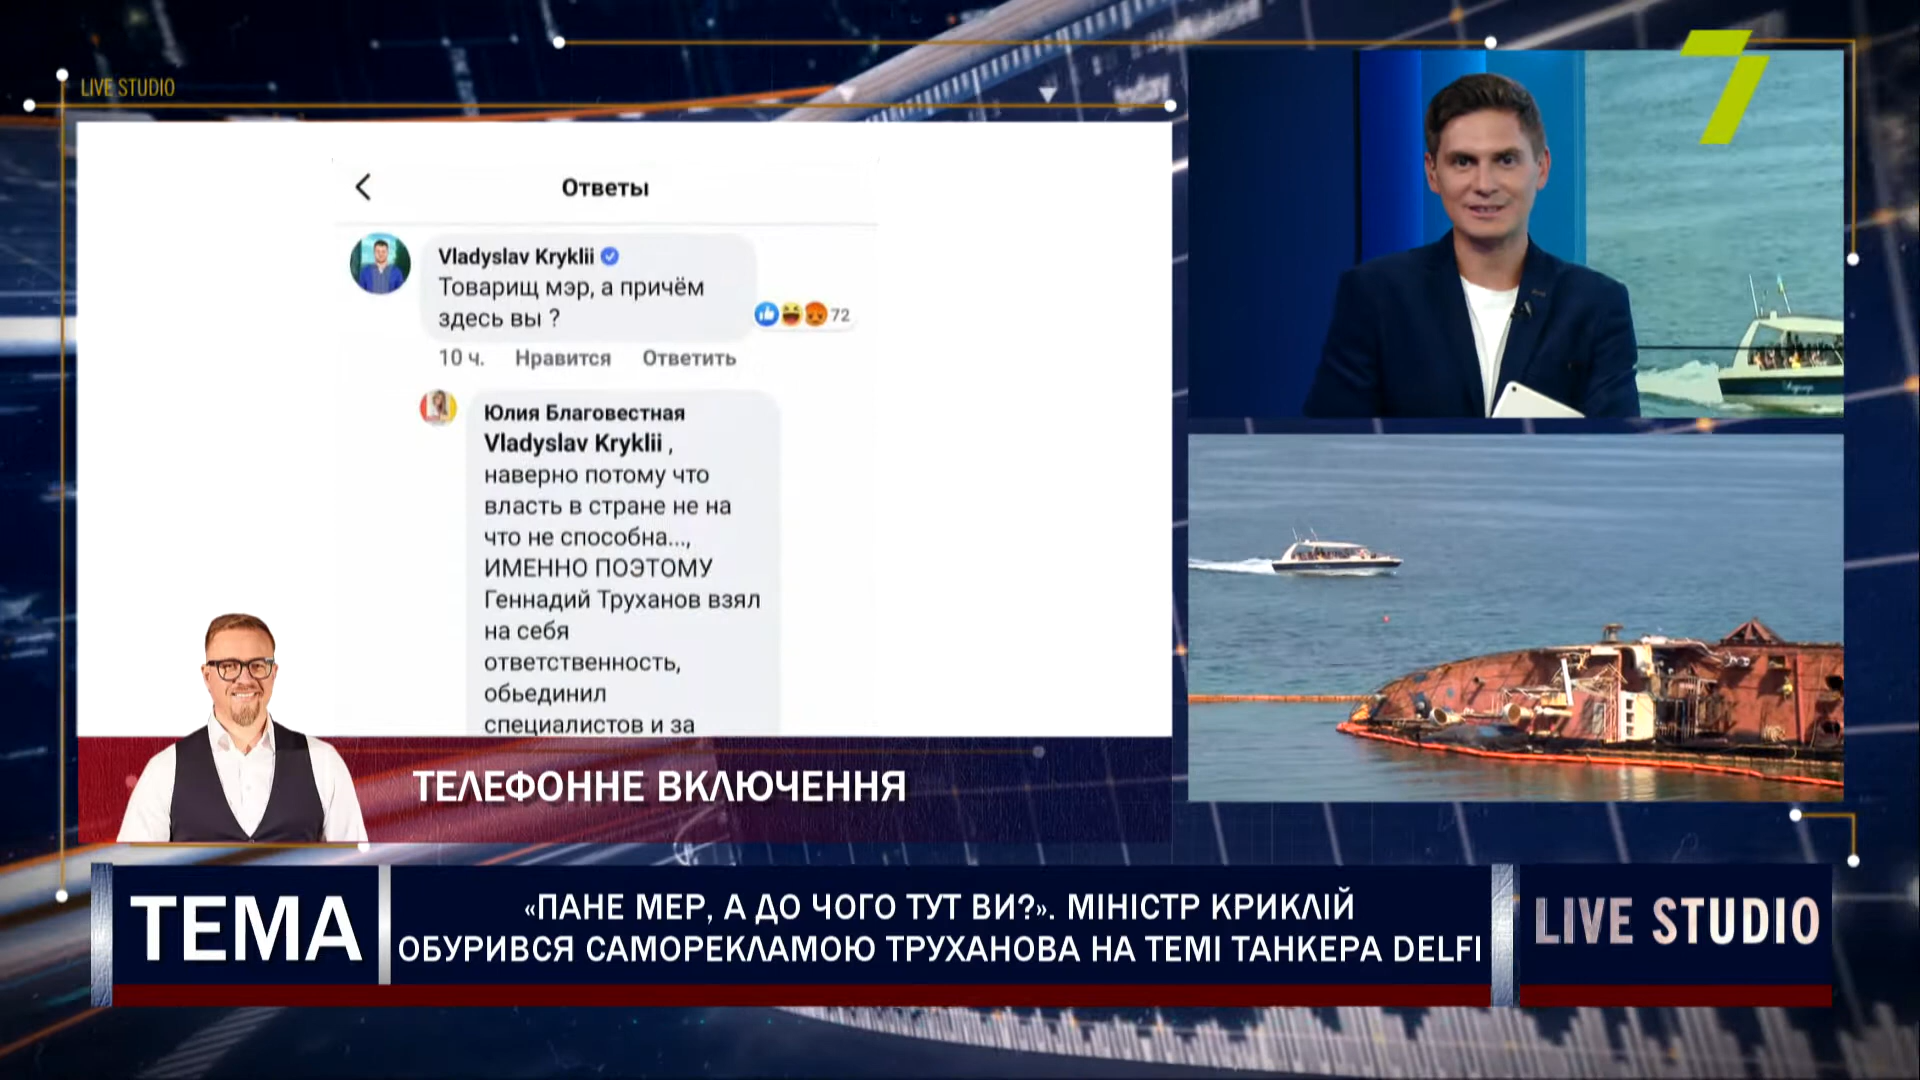 LIVE STUDIO
today
7
Ответы
Vladyslav Kryklii
Товарищ мэр, а причём
здесь вы ?
72
10 ч. Нравится Ответить
Юлия Благовестная
Vladyslav Kryklii ,
наверно потому что
власть в стране не на
что не способна...,
ИМЕННО ПОЭТОМУ
Геннадий Труханов взял
на себя
ответственность,
обьединил
специалистов и за
ТЕЛЕФОННЕ ВКЛЮЧЕННЯ
ТЕМА
«ПАНЕ МЕР, А ДО ЧОГО ТУТ ВИ?». МІНІСТР КРИКЛІЙ
ОБУРИВСЯ САМОРЕКЛАМОЮ ТРУХАНОВА НА ТЕМІ ТАНКЕРА DELFI
LIVE STUDIO